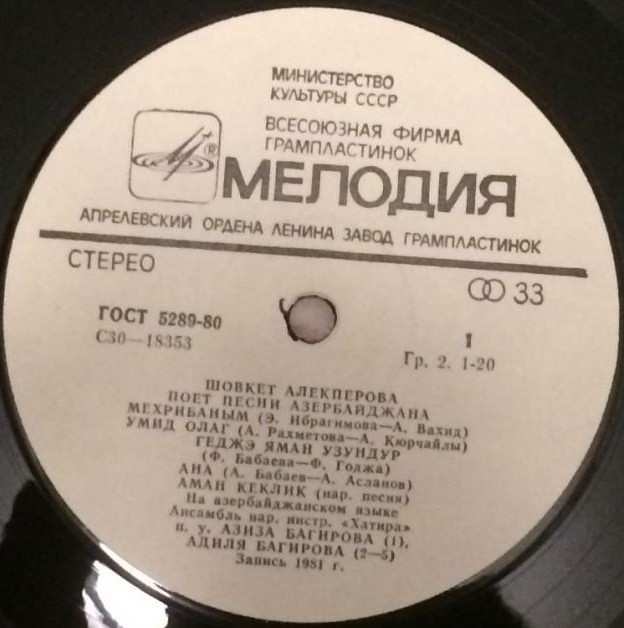 МИНИСТЕРСТВО
КУЛЬТУРЫ СССР
ВСЕСОЮЗНАЯ ФИРМА
ГРАМПЛАСТИНОК
®
МЕЛОДИЯ
АПРЕЛЕВСКИЙ ОРДЕНА ЛЕНИНА ЗАВОД ГРАМПЛАСТИНОК
СТЕРЕО
33
ГОСТ 5289-80
С30—18353
1
Гр. 2. 1-20
ШОВКЕТ АЛЕКПЕРОВА
ПОЕТ ПЕСНИ АЗЕРБАЙДЖАНА
МЕХРИБАНЫМ (Э. Ибрагимова—А. Вахид)
УМИД ОЛАГ (А. Рахметова—А. Кюрчайлы)
ГЕДЖЭ ЯМАН УЗУНДУР
(Ф. Бабаева—Ф. Годжа)
АНА (А. Бабаев—А. Асланов)
АМАН КЕКЛИК (нар. песня)
На азербайджанском языке
Ансамбль нар. инстр. «Хатира»
п. у. АЗИЗА БАГИРОВА (1),
АДИЛЯ БАГИРОВА (2—5)
Запись 1981 г.